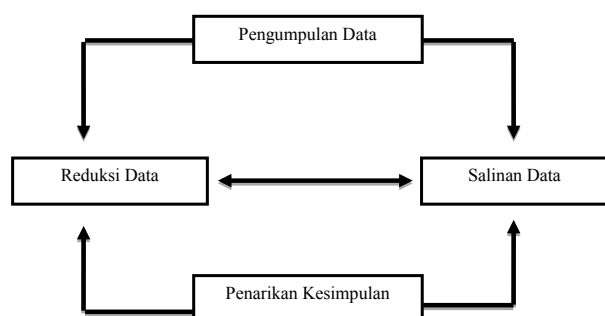 Pengumpulan Data
Reduksi Data
Salinan Data
Penarikan Kesimpulan